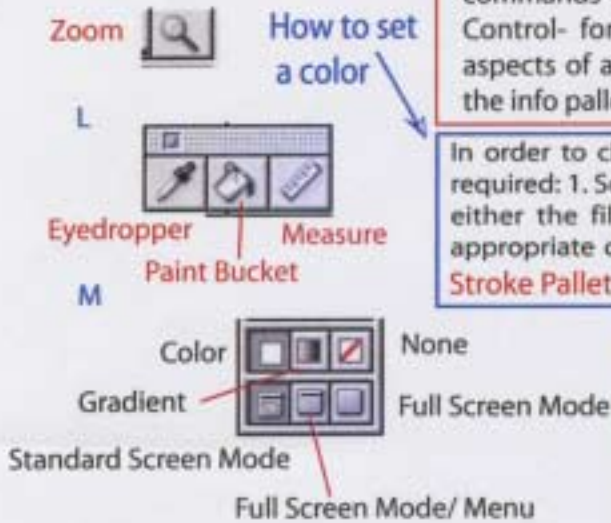 Zoom
How to set
a color
commands
Control- for
aspects of a
the info palle
L
In order to c
required: 1. S
either the fil
appropriate
Stroke Pallet
Eyedropper
Measure
Paint Bucket
M
Color
None
Gradient
Full Screen Mode
Standard Screen Mode
Full Screen Mode/ Menu